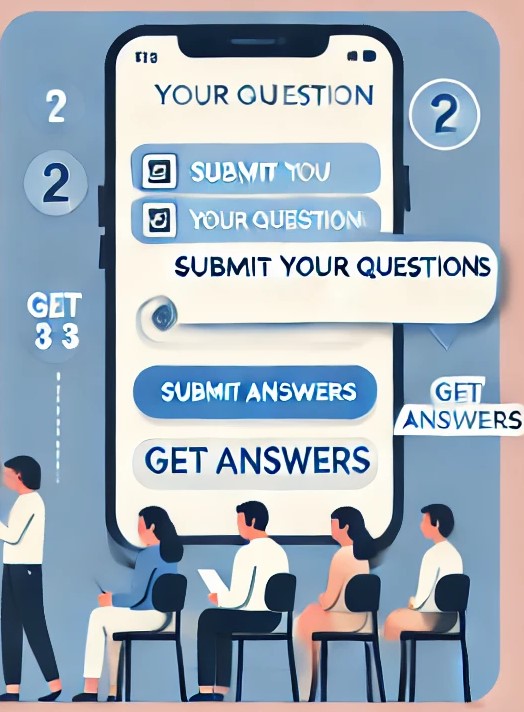 YOUR QUESTION
2
2
2
SUBMIT YOU
YOUR QUESTION
SUBMIT YOUR QUESTIONS
GET
3 3
SUBMIT ANSWERS
GET
ANSWERS
GET ANSWERS